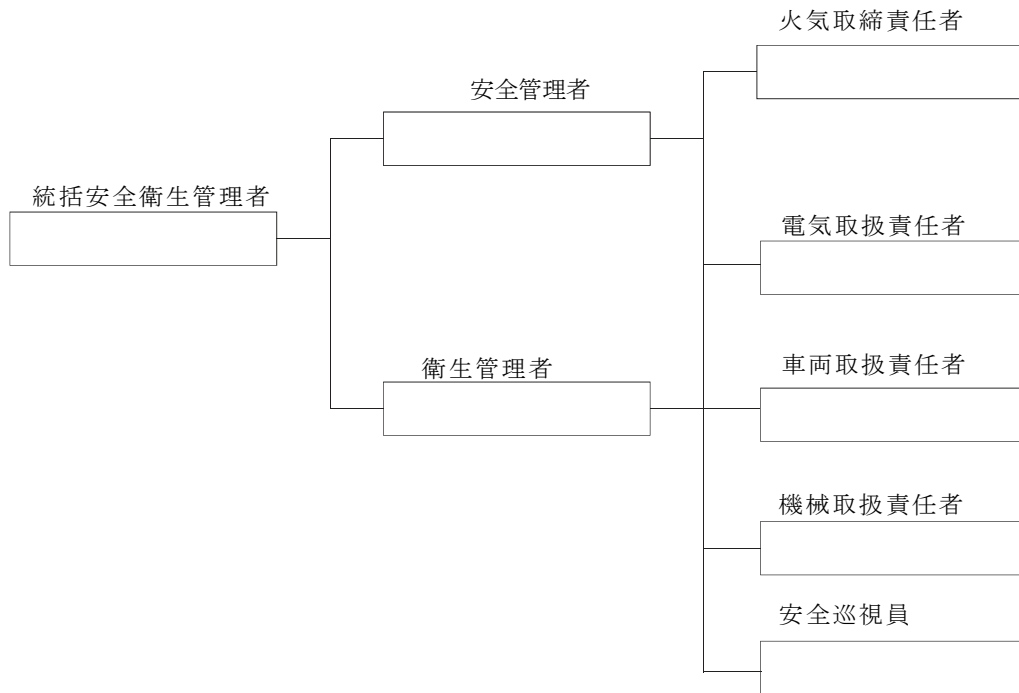 火気取締責任者
安全管理者
統括安全衛生管理者
電気取扱責任者
衛生管理者
車両取扱責任者
機械取扱責任者
安全巡視員